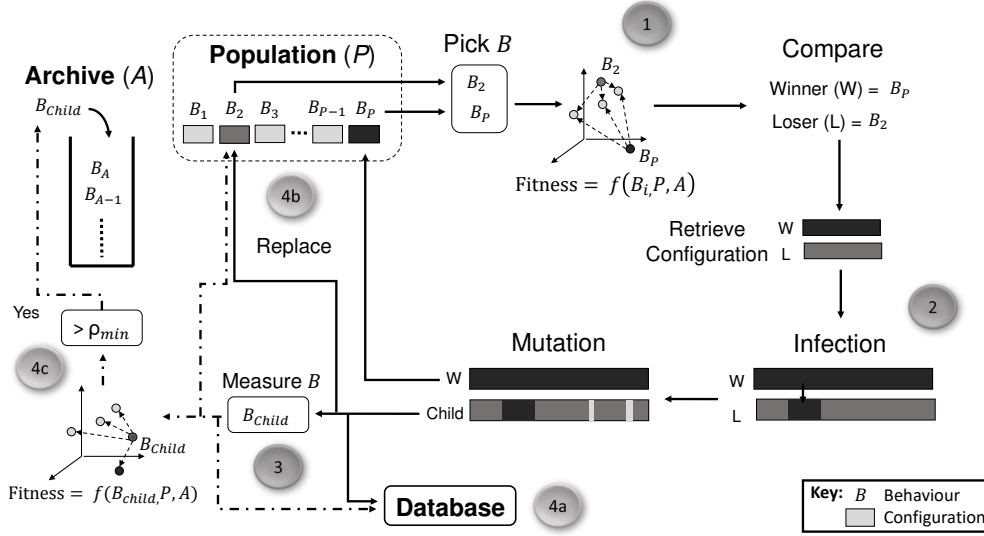 Archive (A)
B_Child
B_A
B_{A−1}
Yes
> ρ_min
4c
B_Child
Fitness = f(B_child, P, A)
Population (P)
B_1 B_2 B_3 ··· B_{P−1} B_P
4b
Replace
Pick B
B_2
B_P
1
B_2
B_P
Fitness = f(B_i, P, A)
Compare
Winner (W) = B_P
Loser (L) = B_2
Retrieve
Configuration
W
L
2
Infection
W
L
Mutation
W
Child
Measure B
B_Child
3
Database
4a
Key: B Behaviour
Configuration